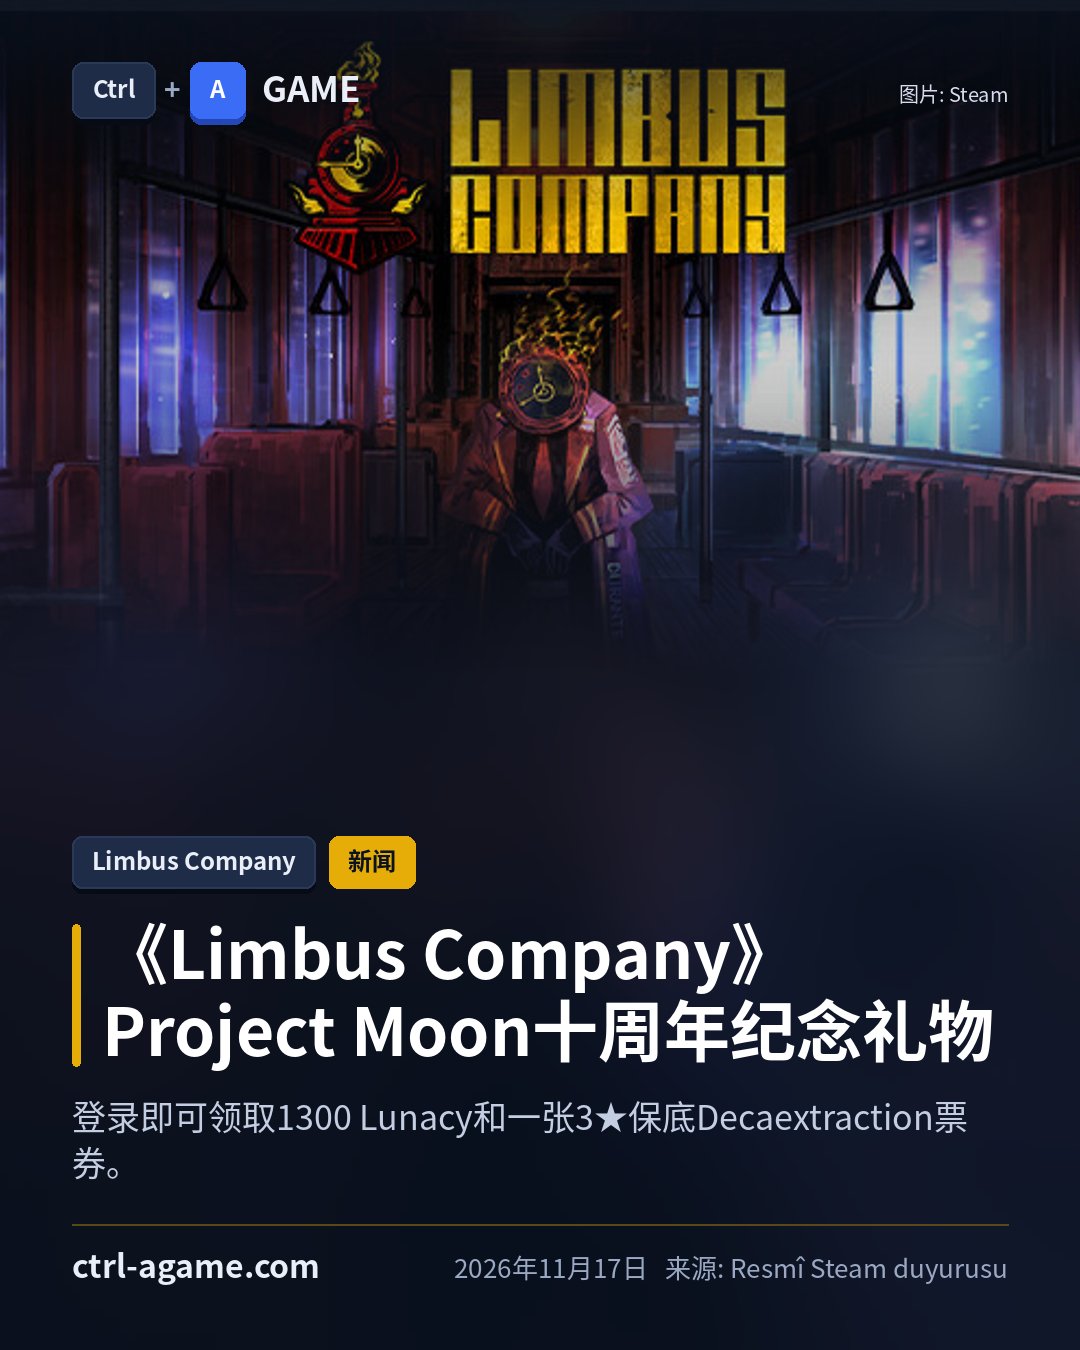 Ctrl + A GAME
图片: Steam
LIMBUS
COMPANY
Limbus Company
新闻
《Limbus Company》
Project Moon十周年纪念礼物
登录即可领取1300 Lunacy和一张3★保底Decaextraction票
券。
ctrl-agame.com
2026年11月17日 来源: Resmî Steam duyurusu